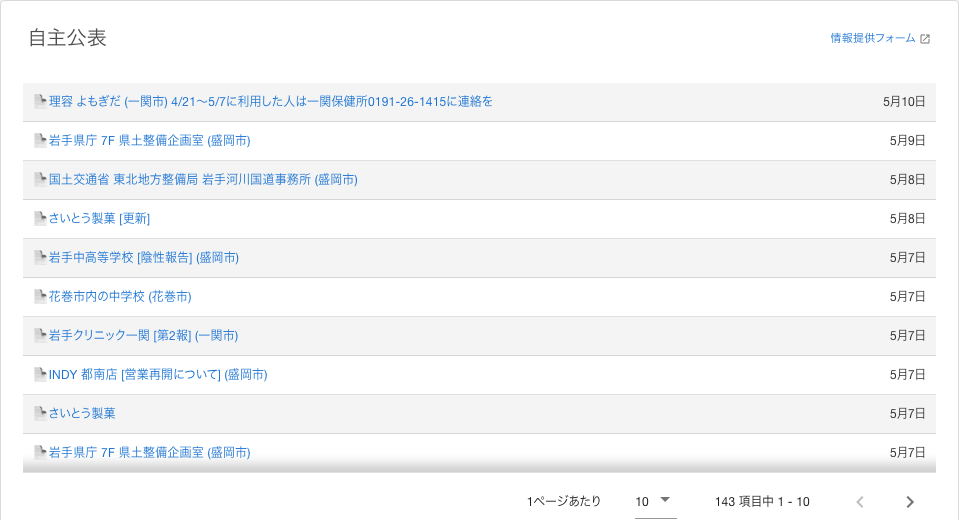 自主公表
情報提供フォーム
理容 よもぎだ (一関市) 4/21〜5/7に利用した人は一関保健所0191-26-1415に連絡を 5月10日
岩手県庁 7F 県土整備企画室 (盛岡市) 5月9日
国土交通省 東北地方整備局 岩手河川国道事務所 (盛岡市) 5月8日
さいとう製菓 [更新] 5月8日
岩手中高等学校 [陰性報告] (盛岡市) 5月7日
花巻市内の中学校 (花巻市) 5月7日
岩手クリニック一関 [第2報] (一関市) 5月7日
INDY 都南店 [営業再開について] (盛岡市) 5月7日
さいとう製菓 5月7日
岩手県庁 7F 県土整備企画室 (盛岡市) 5月7日
1ページあたり 10 143 項目中 1 - 10